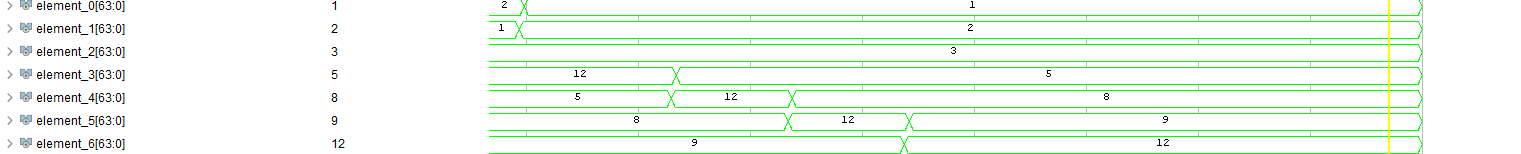 element_0[63:0] 1 2 1
element_1[63:0] 2 1 2
element_2[63:0] 3 3
element_3[63:0] 5 12 5
element_4[63:0] 8 5 12 8
element_5[63:0] 9 8 12 9
element_6[63:0] 12 9 12